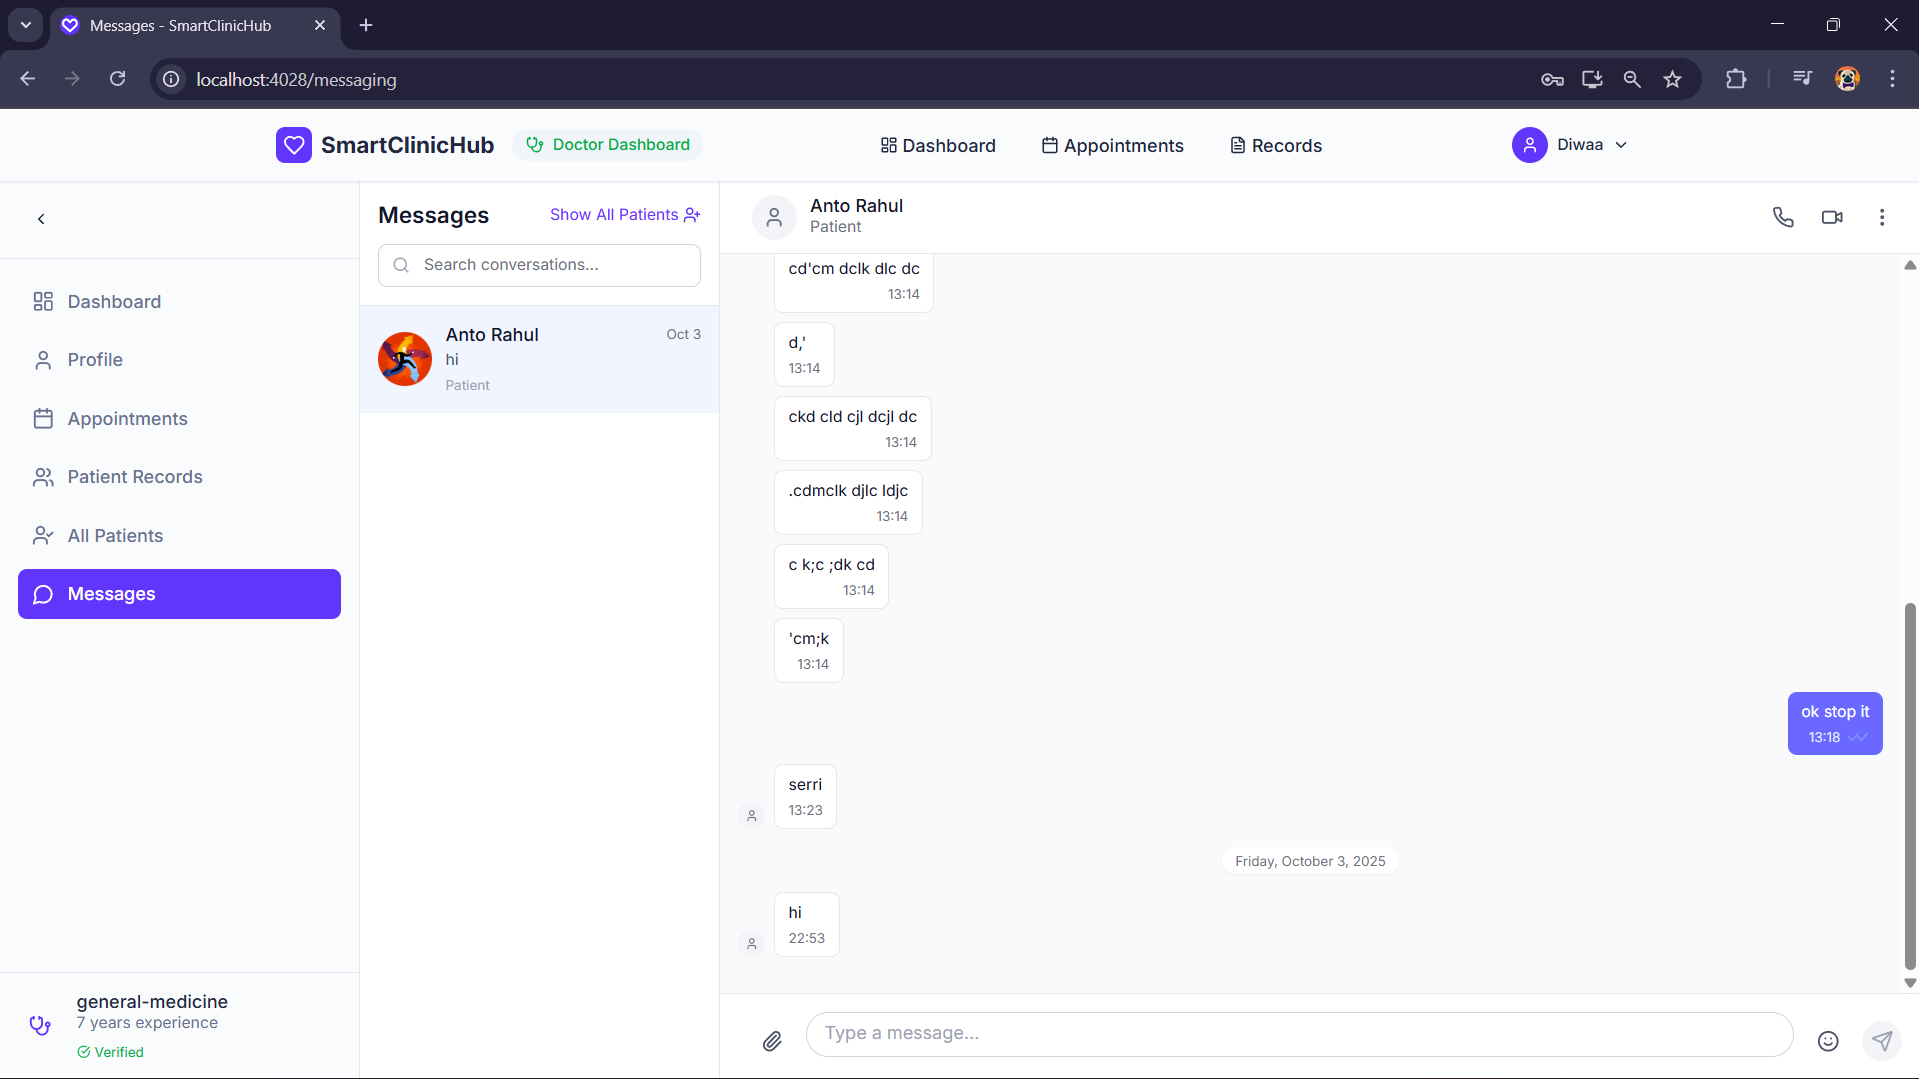 Messages - SmartClinicHub
localhost:4028/messaging
SmartClinicHub
Doctor Dashboard
Dashboard
Appointments
Records
Diwaa
Dashboard
Profile
Appointments
Patient Records
All Patients
Messages
general-medicine
7 years experience
Verified
Messages
Show All Patients
Search conversations...
Anto Rahul
Oct 3
hi
Patient
Anto Rahul
Patient
cd'cm dclk dlc dc
13:14
d,'
13:14
ckd cld cjl dcjl dc
13:14
.cdmclk djlc ldjc
13:14
c k;c ;dk cd
13:14
'cm;k
13:14
ok stop it
13:18
serri
13:23
Friday, October 3, 2025
hi
22:53
Type a message...